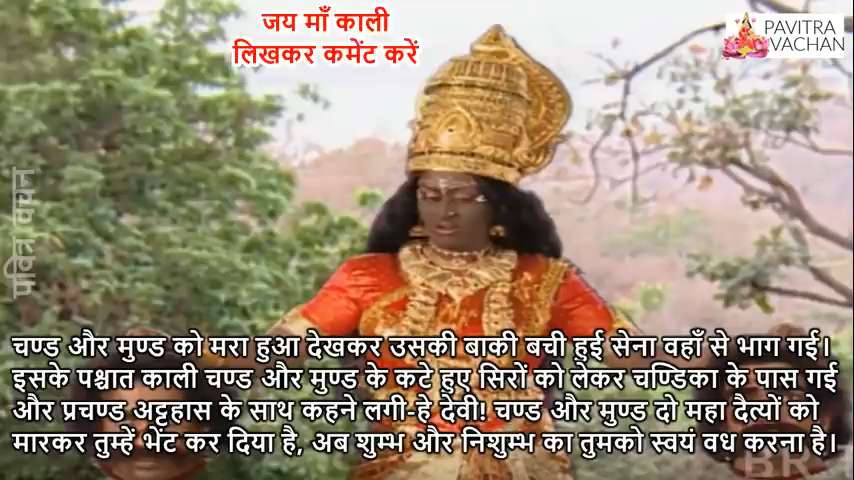 जय माँ काली
लिखकर कमेंट करें
PAVITRA
VACHAN
पवित्र वचन
चण्ड और मुण्ड को मरा हुआ देखकर उसकी बाकी बची हुई सेना वहाँ से भाग गई।
इसके पश्चात काली चण्ड और मुण्ड के कटे हुए सिरों को लेकर चण्डिका के पास गई
और प्रचण्ड अट्टहास के साथ कहने लगी-हे देवी! चण्ड और मुण्ड दो महा दैत्यों को
मारकर तुम्हें भेंट कर दिया है, अब शुम्भ और निशुम्भ का तुमको स्वयं वध करना है।